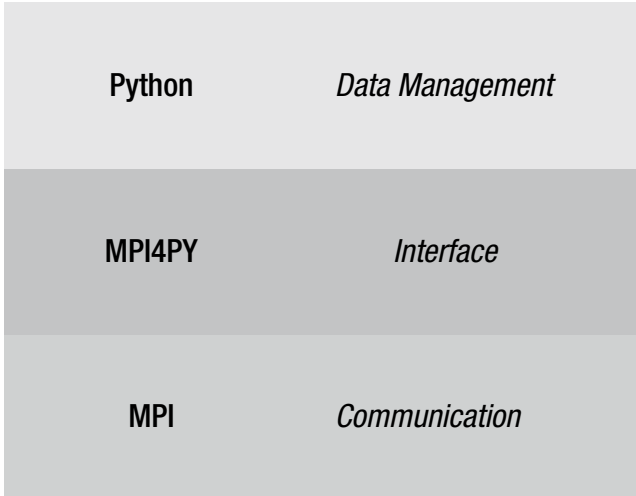 Python Data Management
MPI4PY Interface
MPI Communication